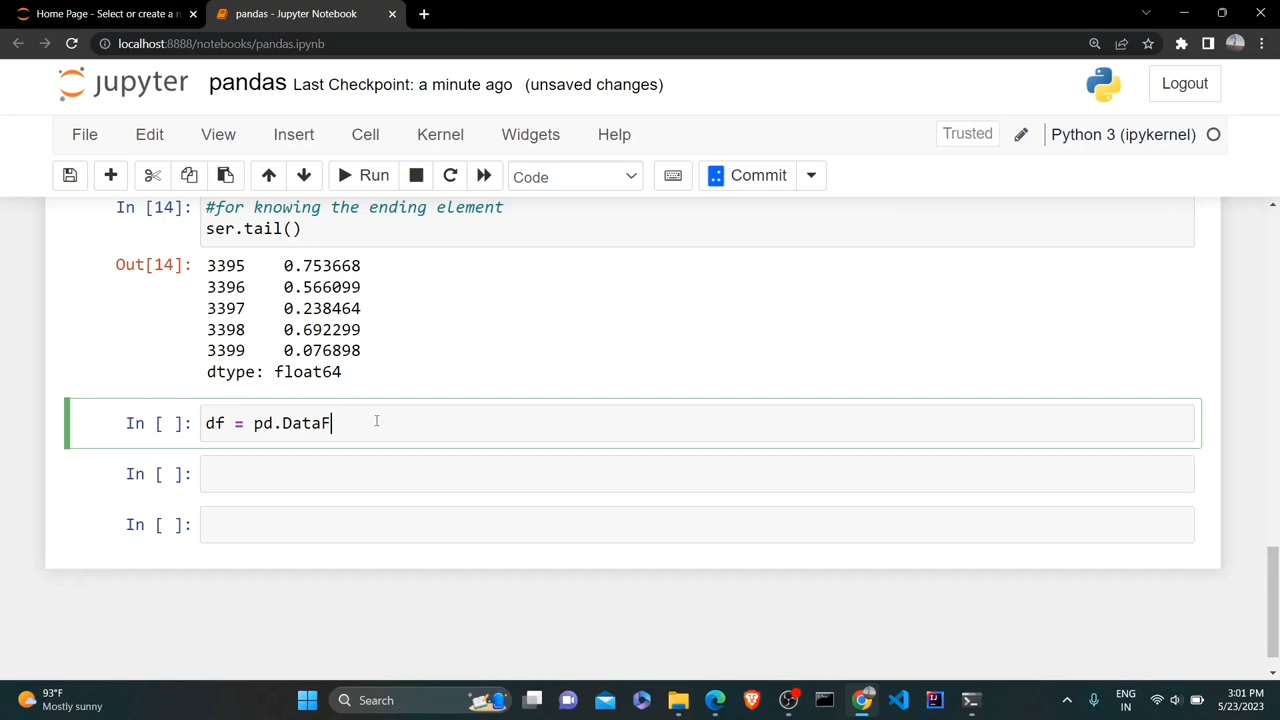 Home Page - Select or create a n
pandas - Jupyter Notebook
localhost:8888/notebooks/pandas.ipynb
jupyter pandas Last Checkpoint: a minute ago (unsaved changes)
Logout
File Edit View Insert Cell Kernel Widgets Help
Trusted
Python 3 (ipykernel)
Run
Code
Commit
In [14]: #for knowing the ending element
ser.tail()
Out[14]: 3395 0.753668
3396 0.566099
3397 0.238464
3398 0.692299
3399 0.076898
dtype: float64
In [ ]: df = pd.DataF
In [ ]:
In [ ]:
93°F
Mostly sunny
Search
ENG
IN
3:01 PM
5/23/2023